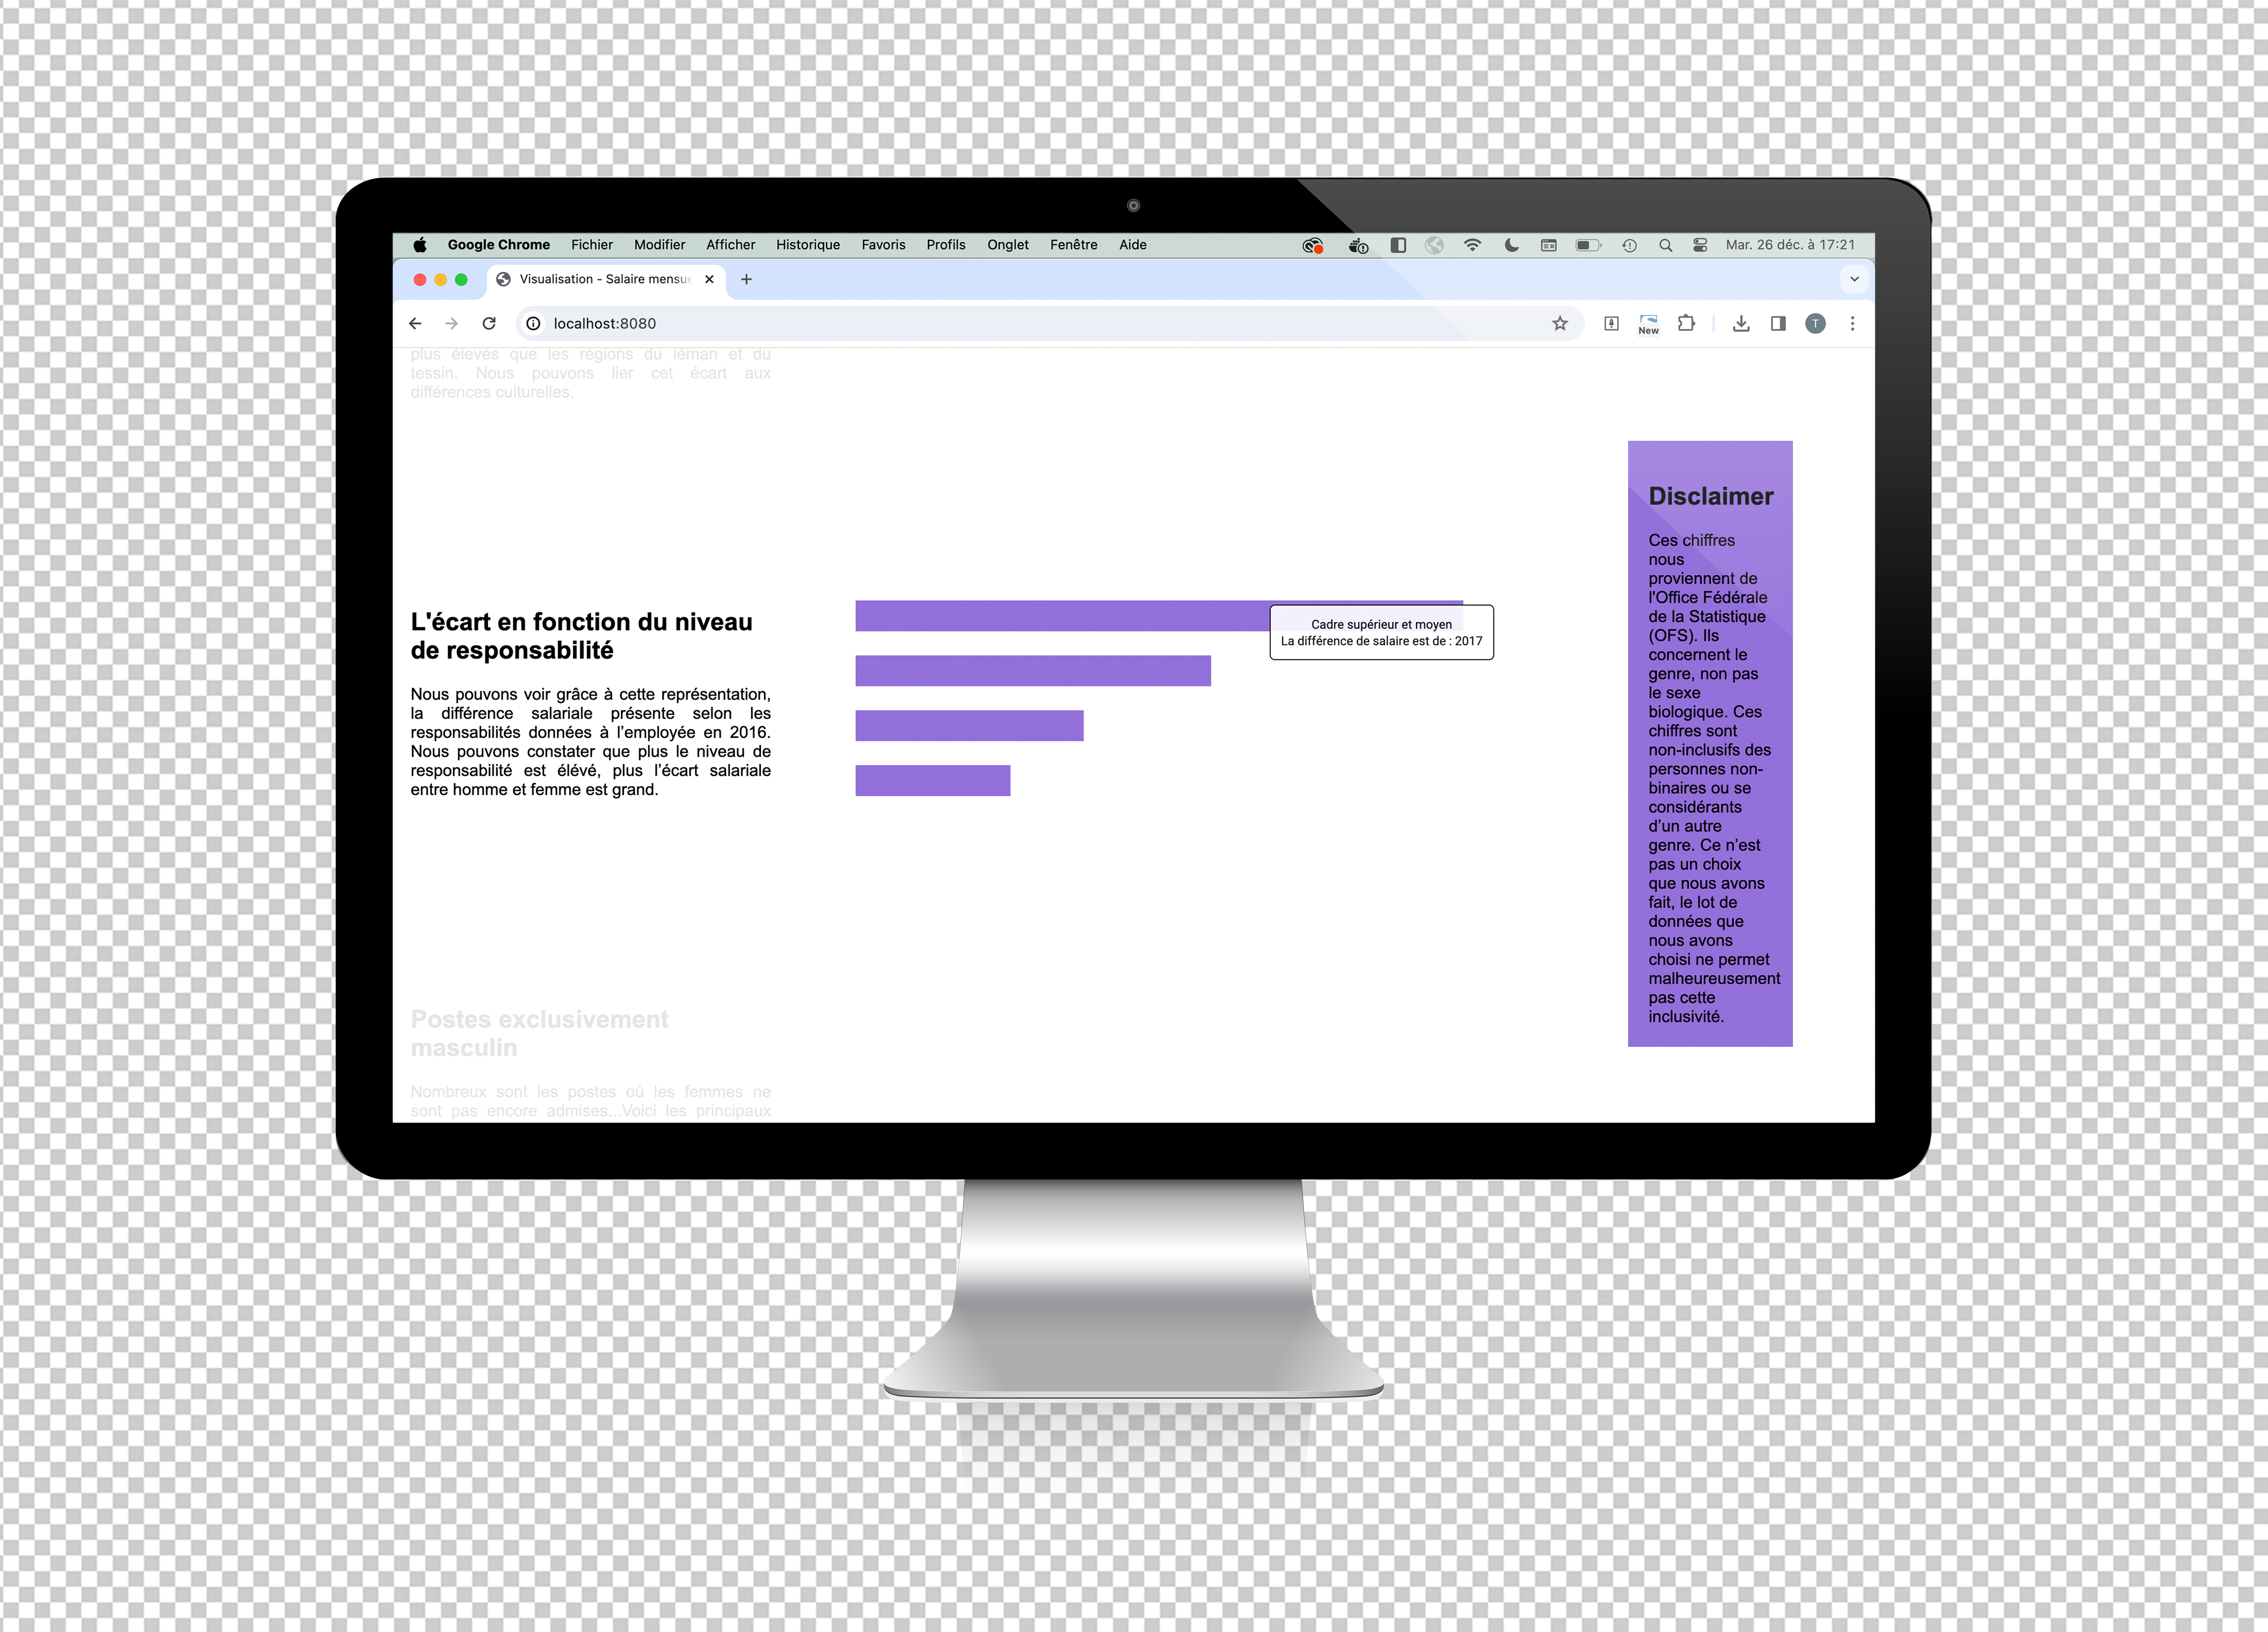 Google Chrome Fichier Modifier Afficher Historique Favoris Profils Onglet Fenêtre Aide Mar. 26 déc. à 17:21
Visualisation - Salaire mensue
localhost:8080
New
T
plus élevés que les régions du léman et du
tessin. Nous pouvons lier cet écart aux
différences culturelles.
L'écart en fonction du niveau
de responsabilité
Nous pouvons voir grâce à cette représentation,
la différence salariale présente selon les
responsabilités données à l'employée en 2016.
Nous pouvons constater que plus le niveau de
responsabilité est élévé, plus l'écart salariale
entre homme et femme est grand.
Cadre supérieur et moyen
La différence de salaire est de : 2017
Postes exclusivement
masculin
Nombreux sont les postes où les femmes ne
sont pas encore admises...Voici les principaux
Disclaimer
Ces chiffres
nous
proviennent de
l'Office Fédérale
de la Statistique
(OFS). Ils
concernent le
genre, non pas
le sexe
biologique. Ces
chiffres sont
non-inclusifs des
personnes non-
binaires ou se
considérants
d'un autre
genre. Ce n'est
pas un choix
que nous avons
fait, le lot de
données que
nous avons
choisi ne permet
malheureusement
pas cette
inclusivité.